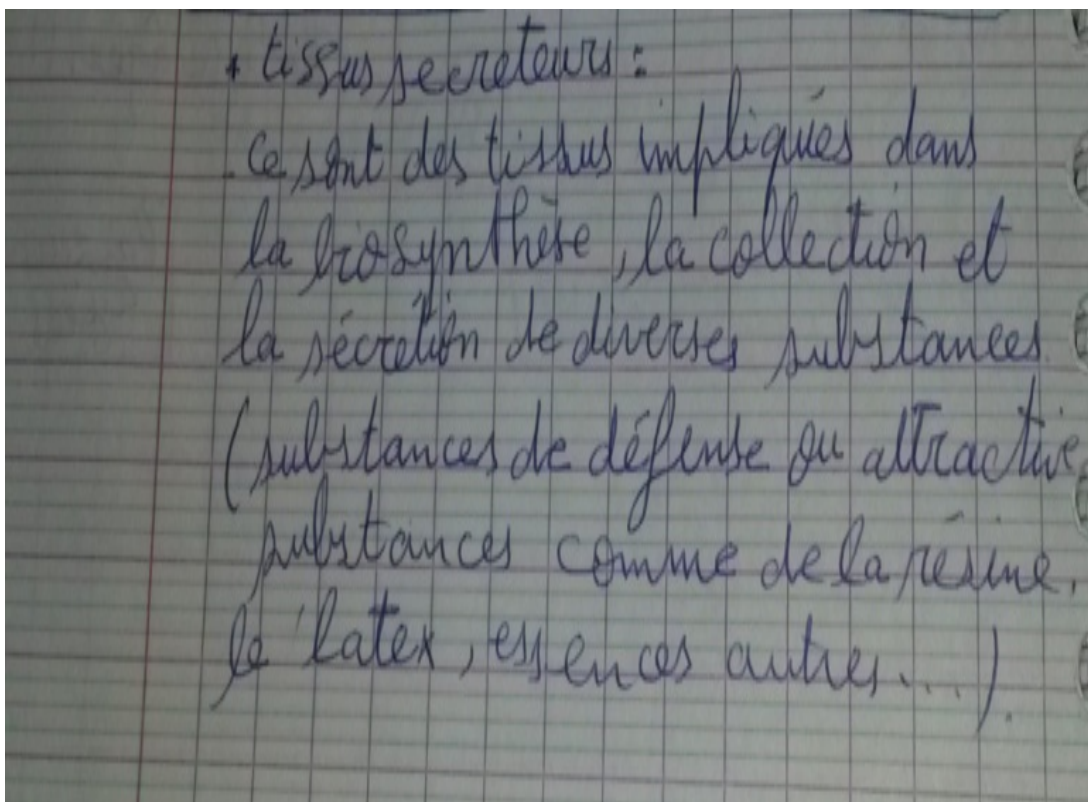 * tissus secreteurs :
. ce sont des tissus impliqués dans
la biosynthèse, la collection et
la sécrétion de diverses substances
(substances de défense ou attractive
substances comme de la résine,
le latex, essences autres...).